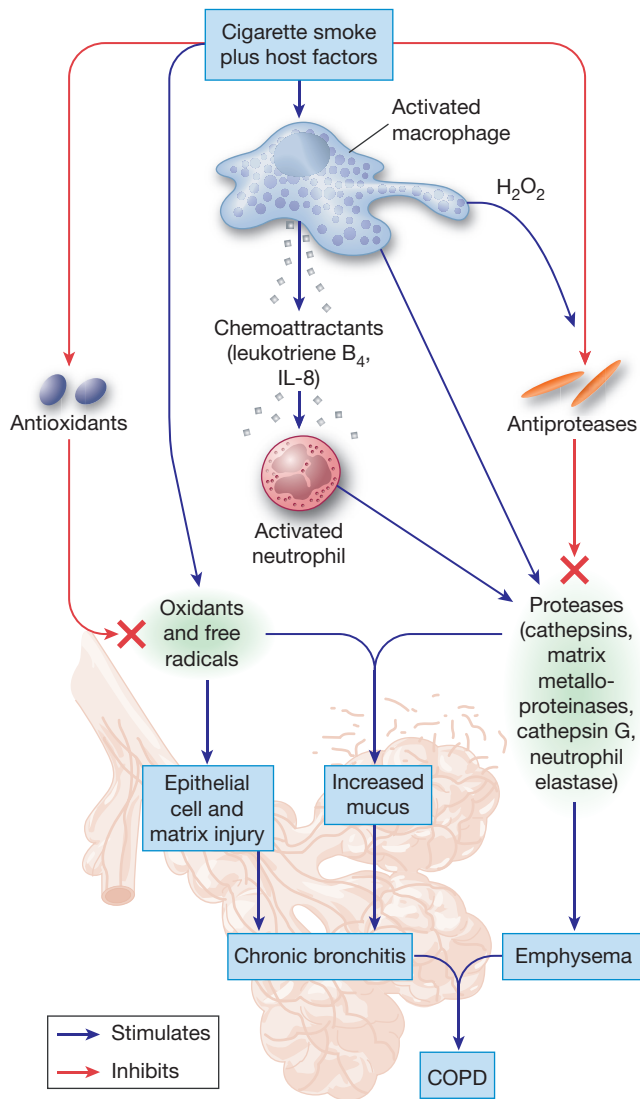 Cigarette smoke
plus host factors
Activated
macrophage
H₂O₂
Chemoattractants
(leukotriene B₄,
IL-8)
Antioxidants
Antiproteases
Activated
neutrophil
Oxidants
and free
radicals
Proteases
(cathepsins,
matrix
metallo-
proteinases,
cathepsin G,
neutrophil
elastase)
Epithelial
cell and
matrix injury
Increased
mucus
Chronic bronchitis
Emphysema
Stimulates
Inhibits
COPD